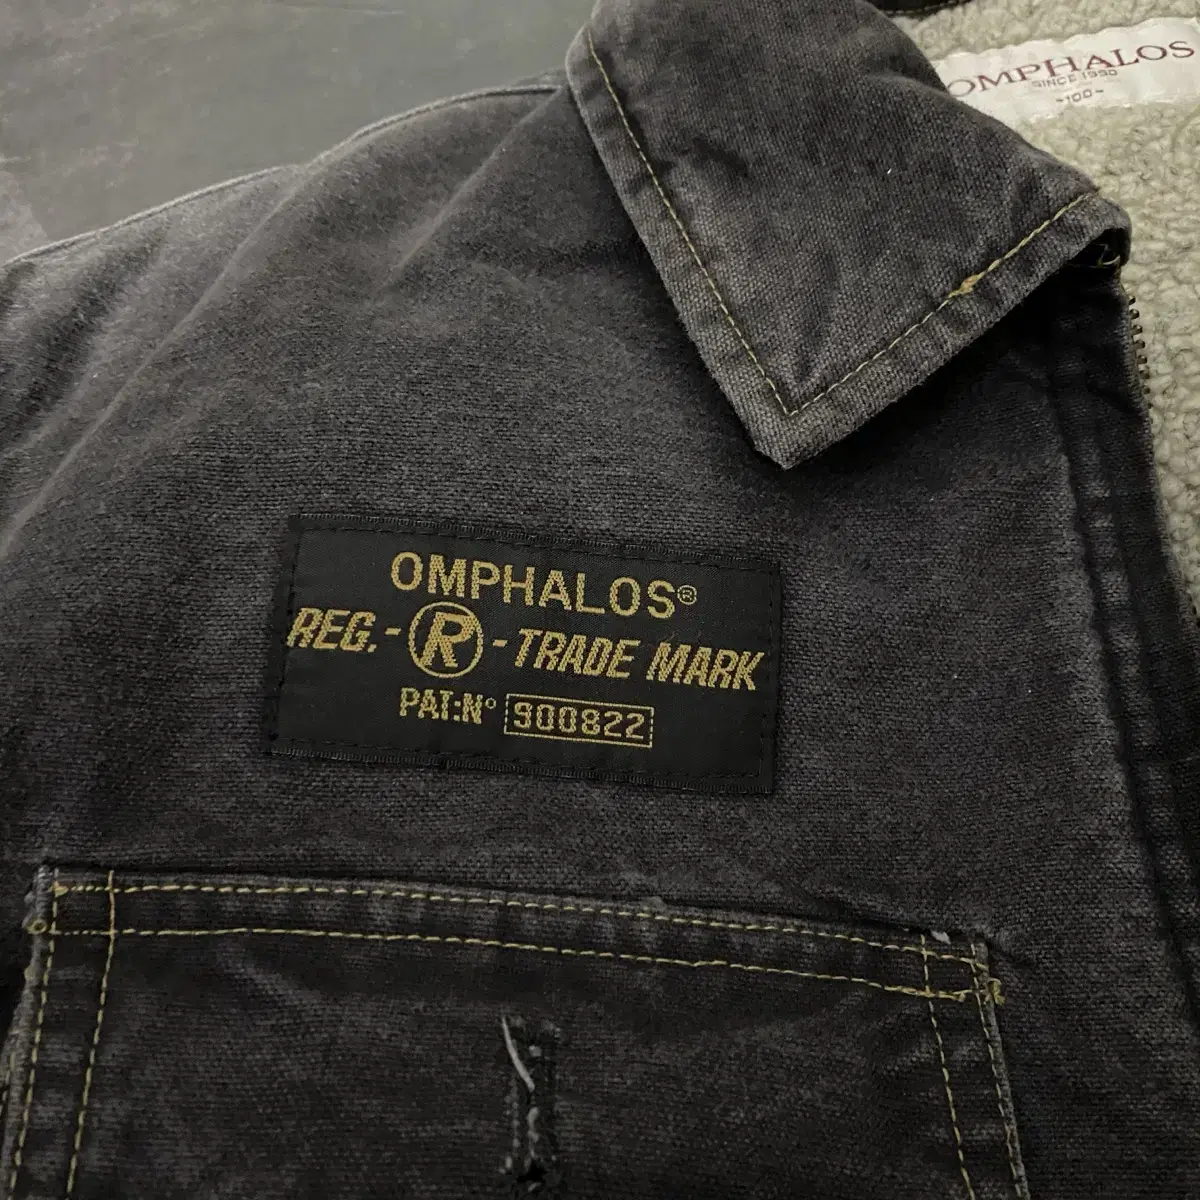 OMPHALOS
SINCE 1990
-100-
OMPHALOS®
REG.-®-TRADE MARK
PAT:N° 900822